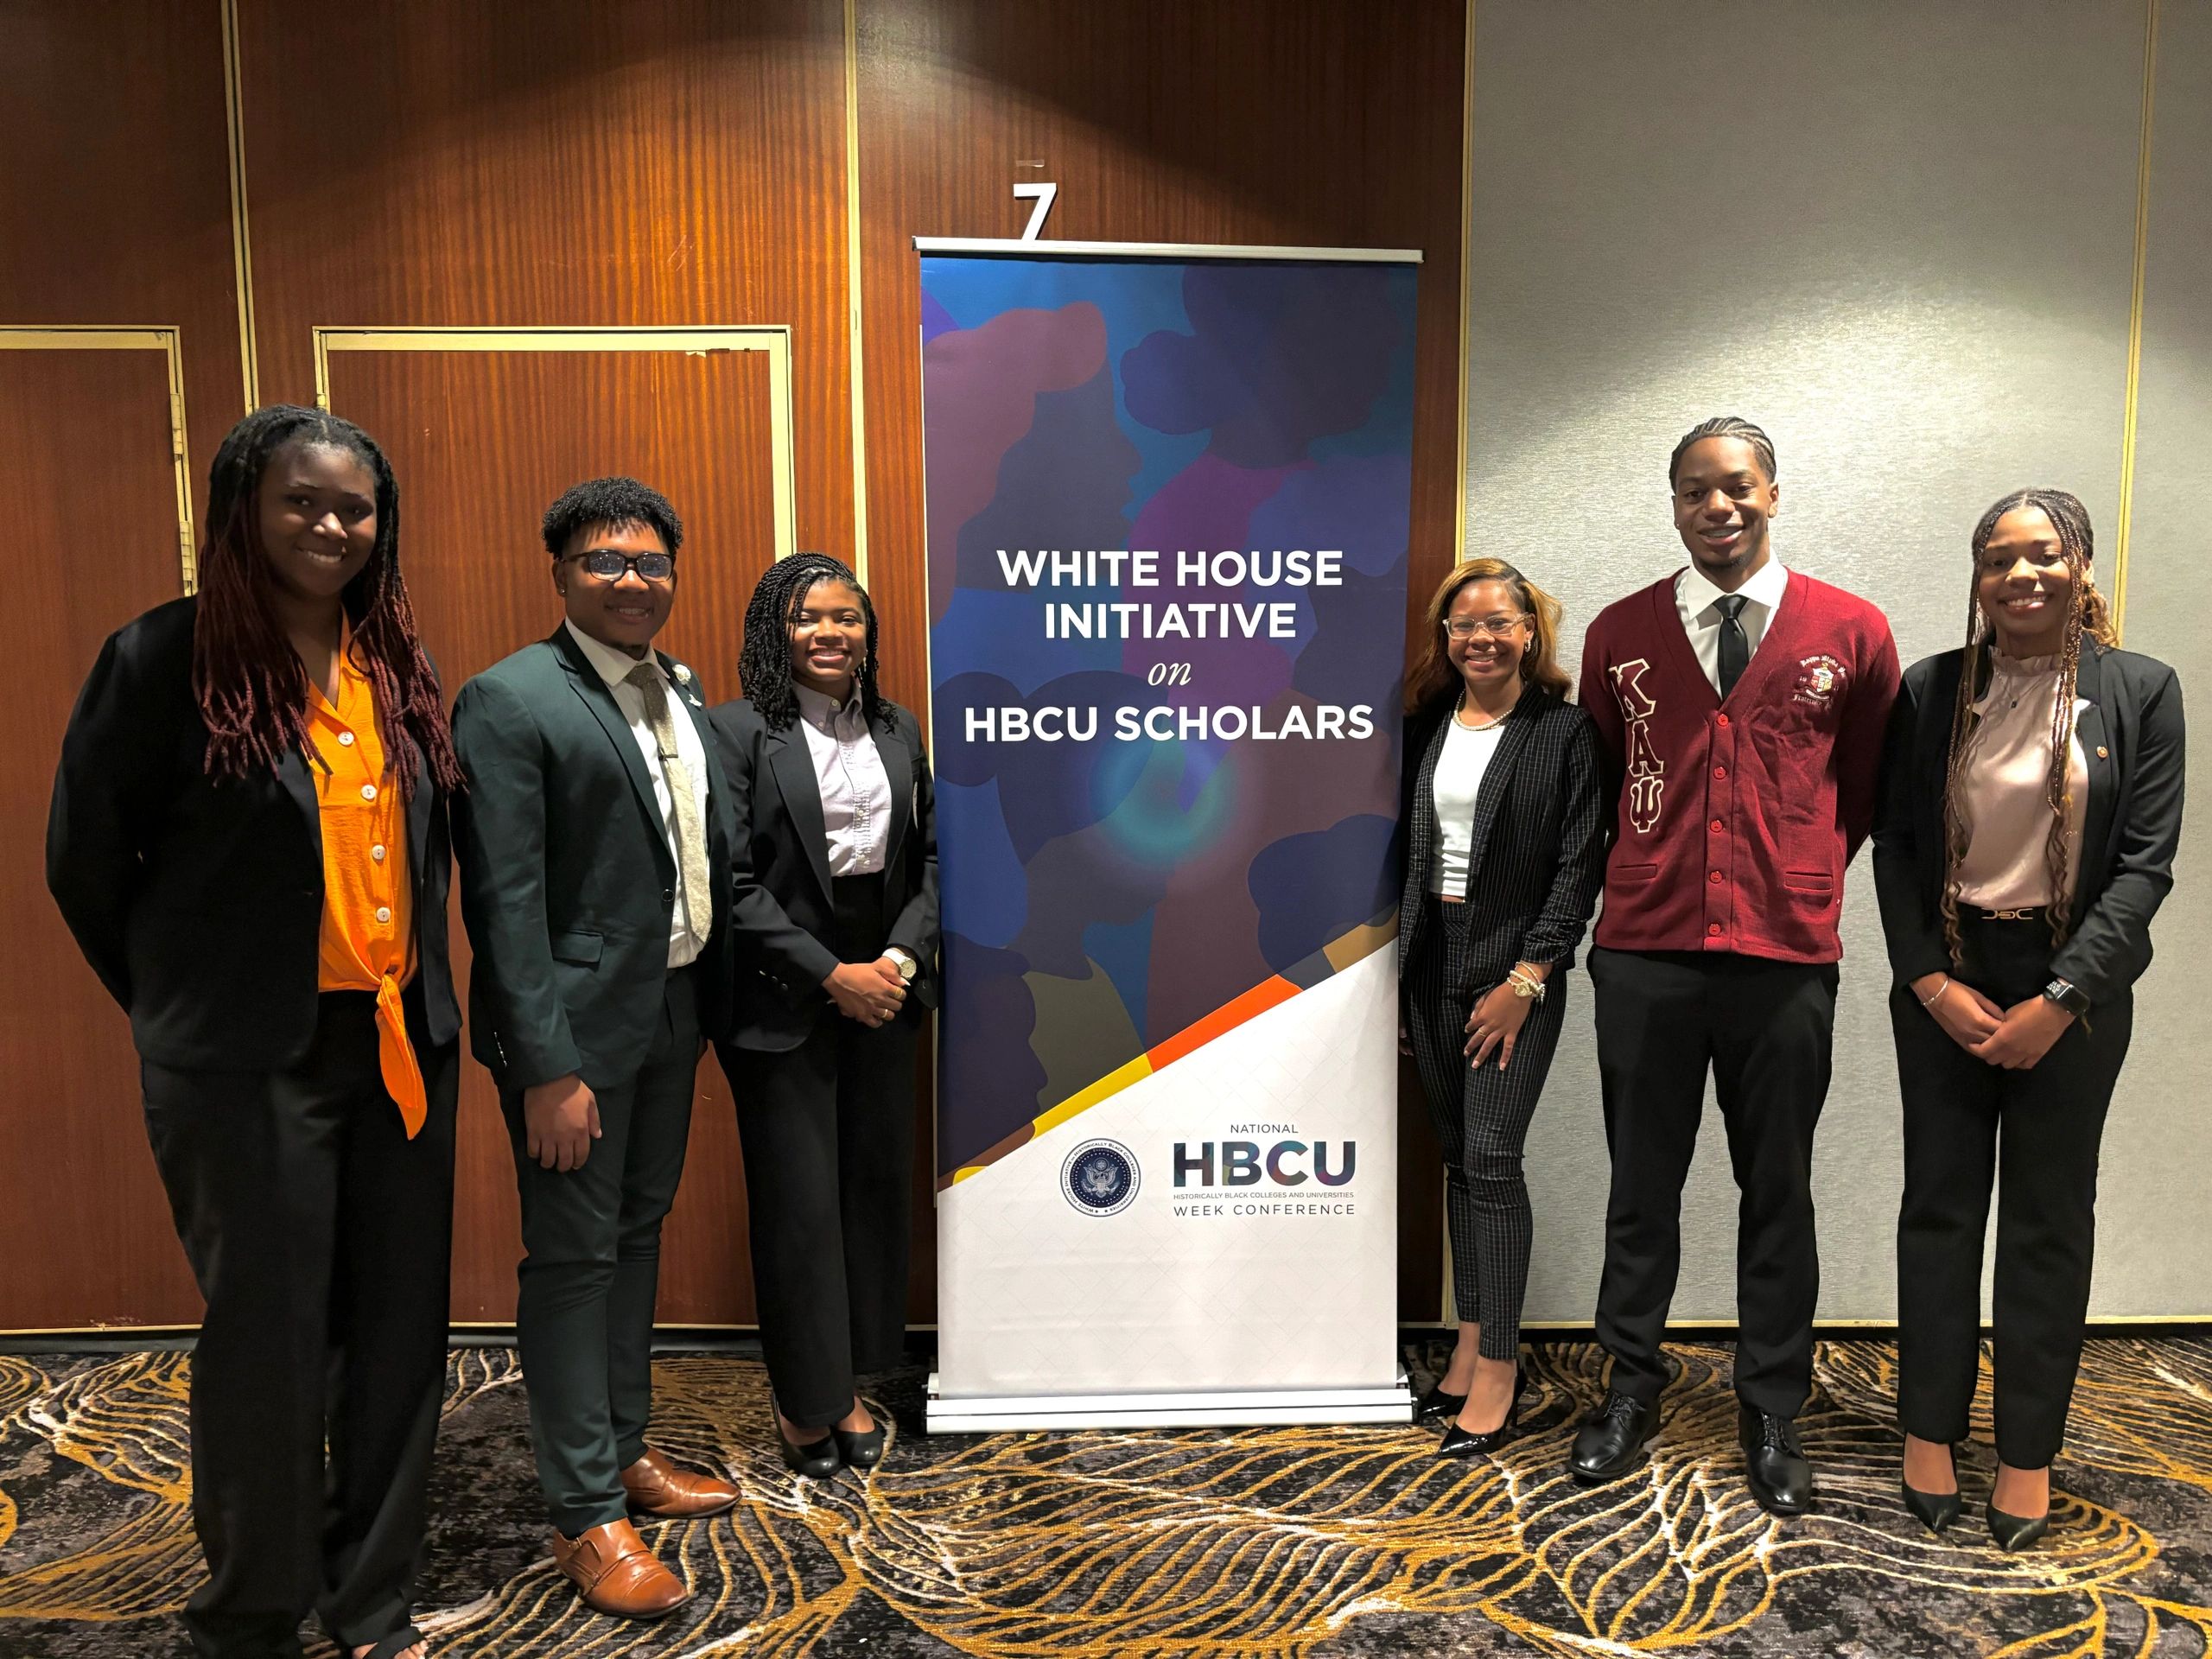 7
WHITE HOUSE
INITIATIVE
on
HBCU SCHOLARS
ΚΑΨ
NATIONAL
HBCU
HISTORICALLY BLACK COLLEGES AND UNIVERSITIES
WEEK CONFERENCE